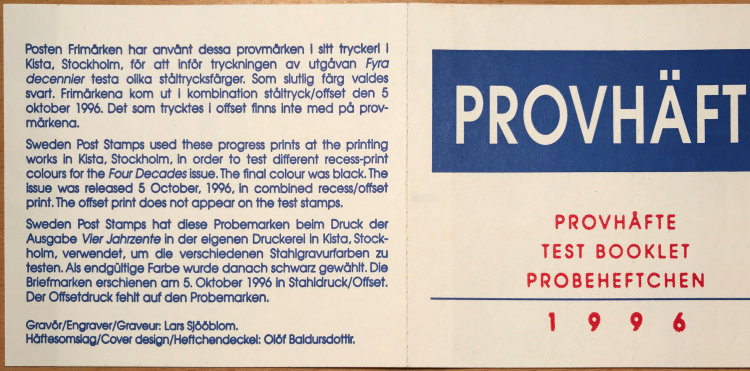 Posten Frimärken har använt dessa provmärken i sitt tryckeri i
Kista, Stockholm, för att inför tryckningen av utgåvan Fyra
decennier testa olika ståltrycksfärger. Som slutlig färg valdes
svart. Frimärkena kom ut i kombination ståltryck/offset den 5
oktober 1996. Det som trycktes i offset finns inte med på prov-
märkena.
Sweden Post Stamps used these progress prints at the printing
works in Kista, Stockholm, in order to test different recess-print
colours for the Four Decades issue. The final colour was black. The
issue was released 5 October, 1996, in combined recess/offset
print. The offset print does not appear on the test stamps.
Sweden Post Stamps hat diese Probemarken beim Druck der
Ausgabe Vier Jahrzente in der eigenen Druckerei in Kista, Stock-
holm, verwendet, um die verschiedenen Stahlgravurfarben zu
testen. Als endgültige Farbe wurde danach schwarz gewählt. Die
Briefmarken erschienen am 5. Oktober 1996 in Stahldruck/Offset.
Der Offsetdruck fehlt auf den Probemarken.
Gravör/Engraver/Graveur: Lars Sjööblom.
Häftesomslag/Cover design/Heftchendeckel: Olöf Baldursdottir.
PROVHÄFT
PROVHÄFTE
TEST BOOKLET
PROBEHEFTCHEN
1996